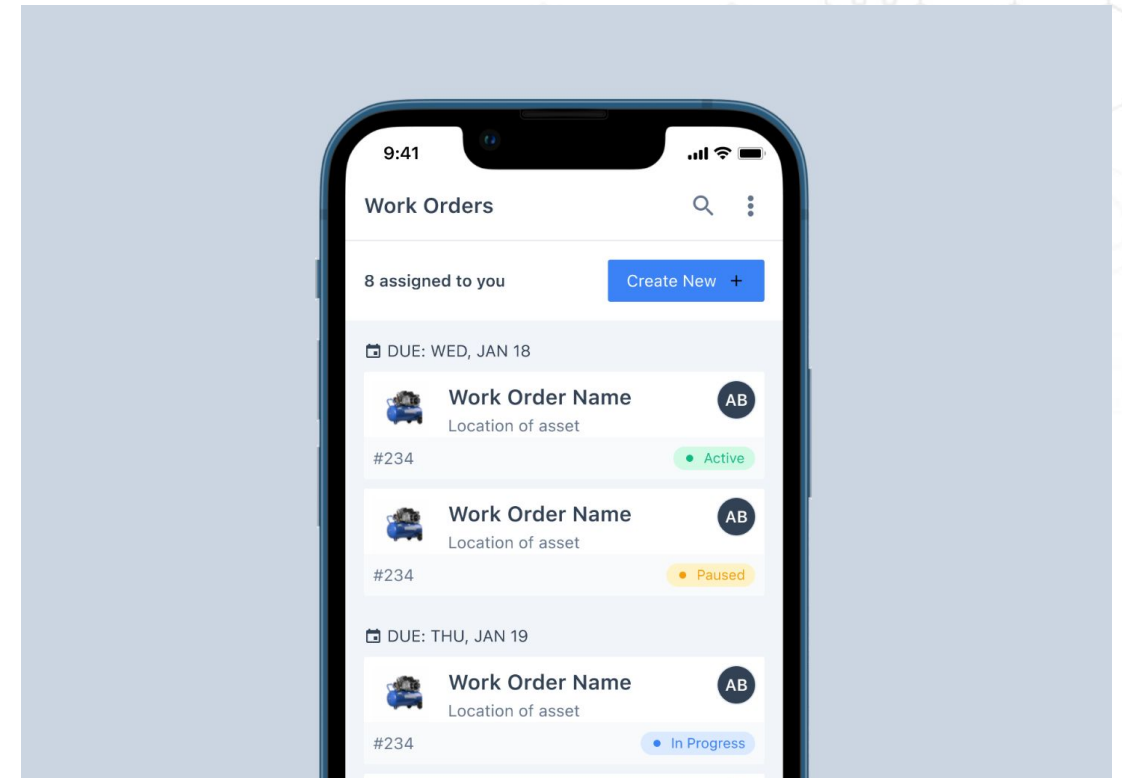 9:41
Work Orders
8 assigned to you
Create New +
DUE: WED, JAN 18
Work Order Name
AB
Location of asset
#234
Active
Work Order Name
AB
Location of asset
#234
Paused
DUE: THU, JAN 19
Work Order Name
AB
Location of asset
#234
In Progress